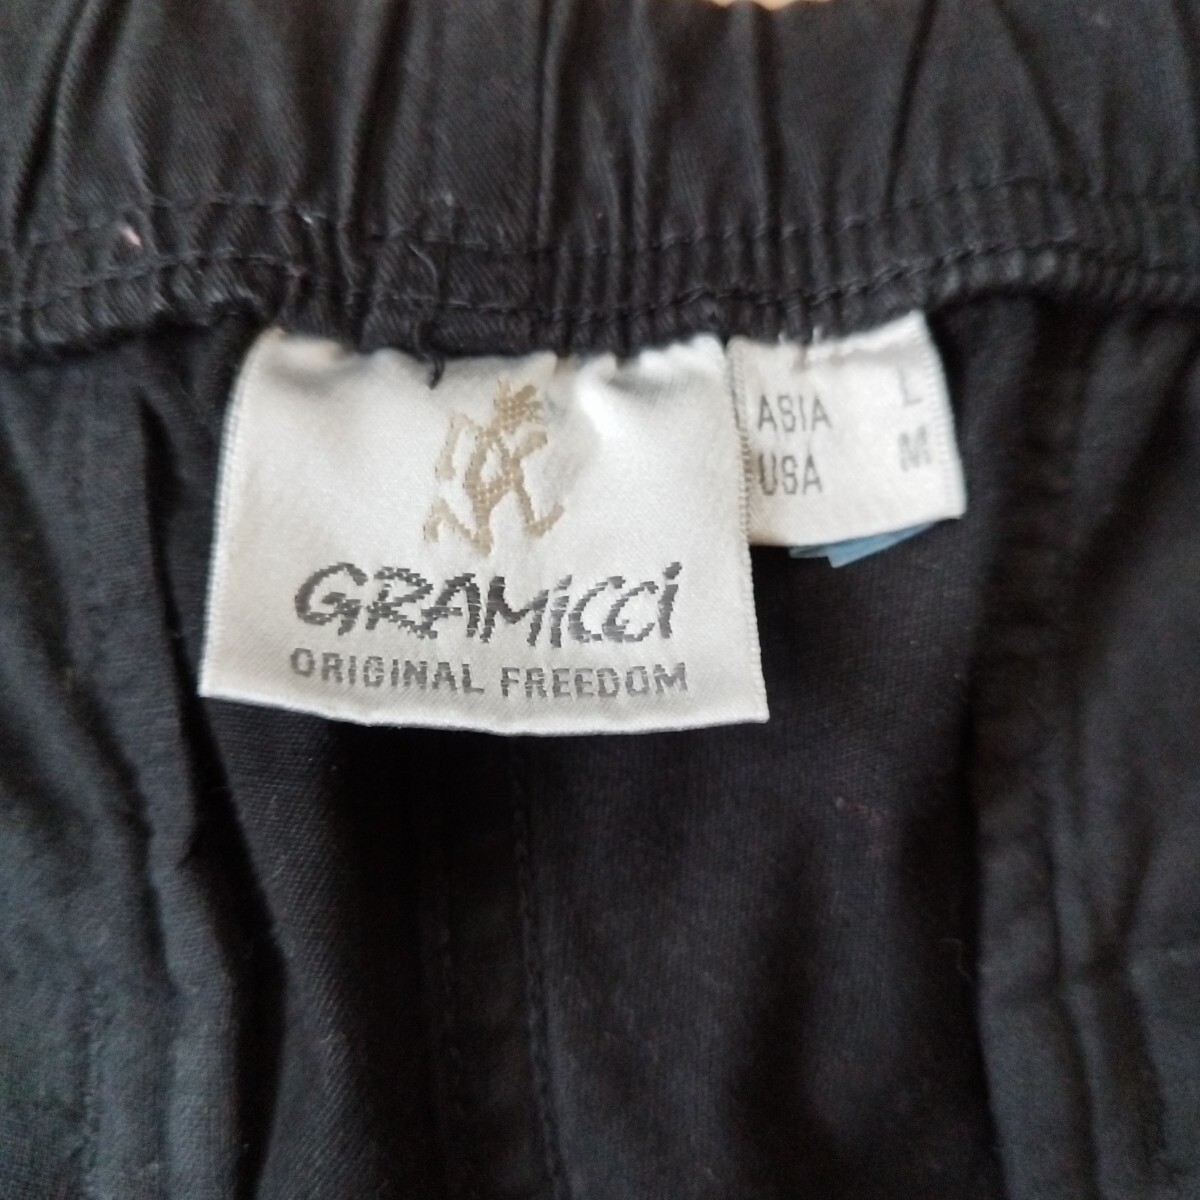 GRAMiCCi
ORIGINAL FREEDOM
ASIA L
USA M